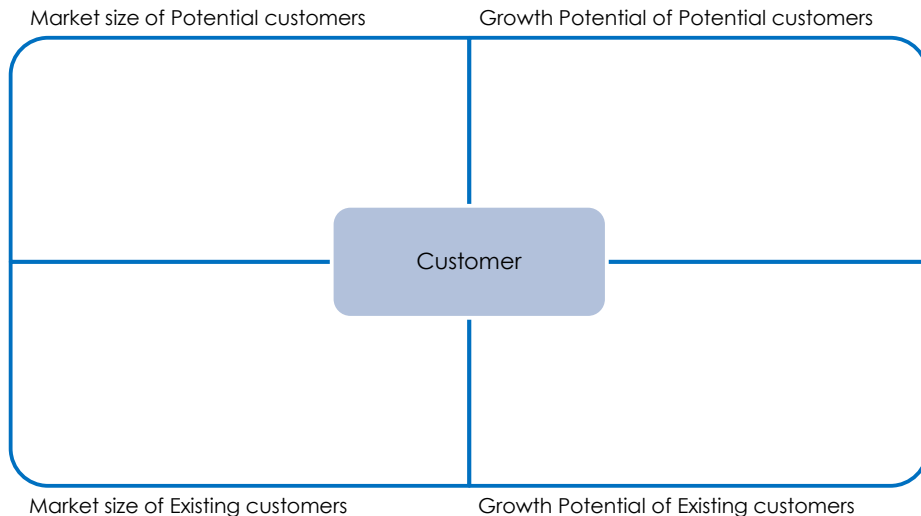 Market size of Potential customers
Growth Potential of Potential customers
Customer
Market size of Existing customers
Growth Potential of Existing customers